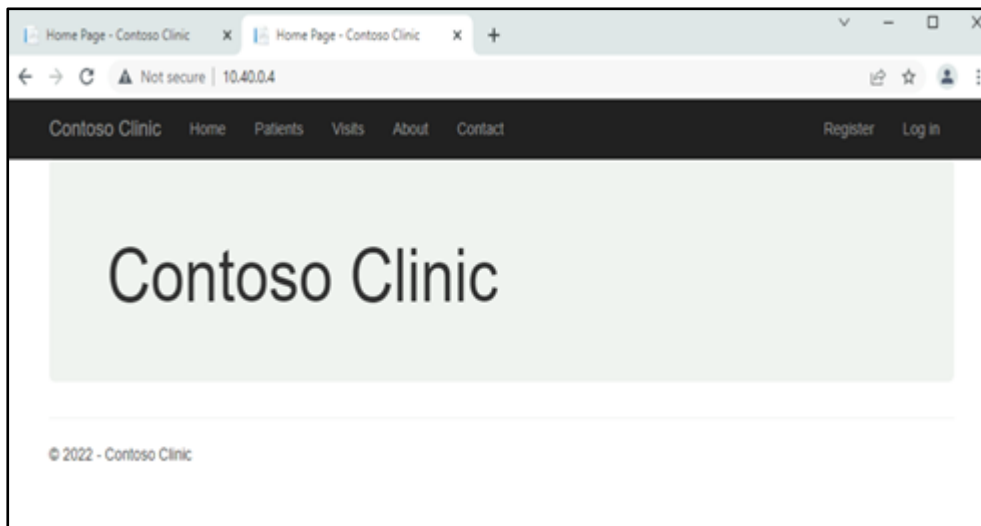 Home Page - Contoso Clinic Home Page - Contoso Clinic
Not secure 10.40.0.4
Contoso Clinic Home Patients Visits About Contact Register Log in
Contoso Clinic
© 2022 - Contoso Clinic